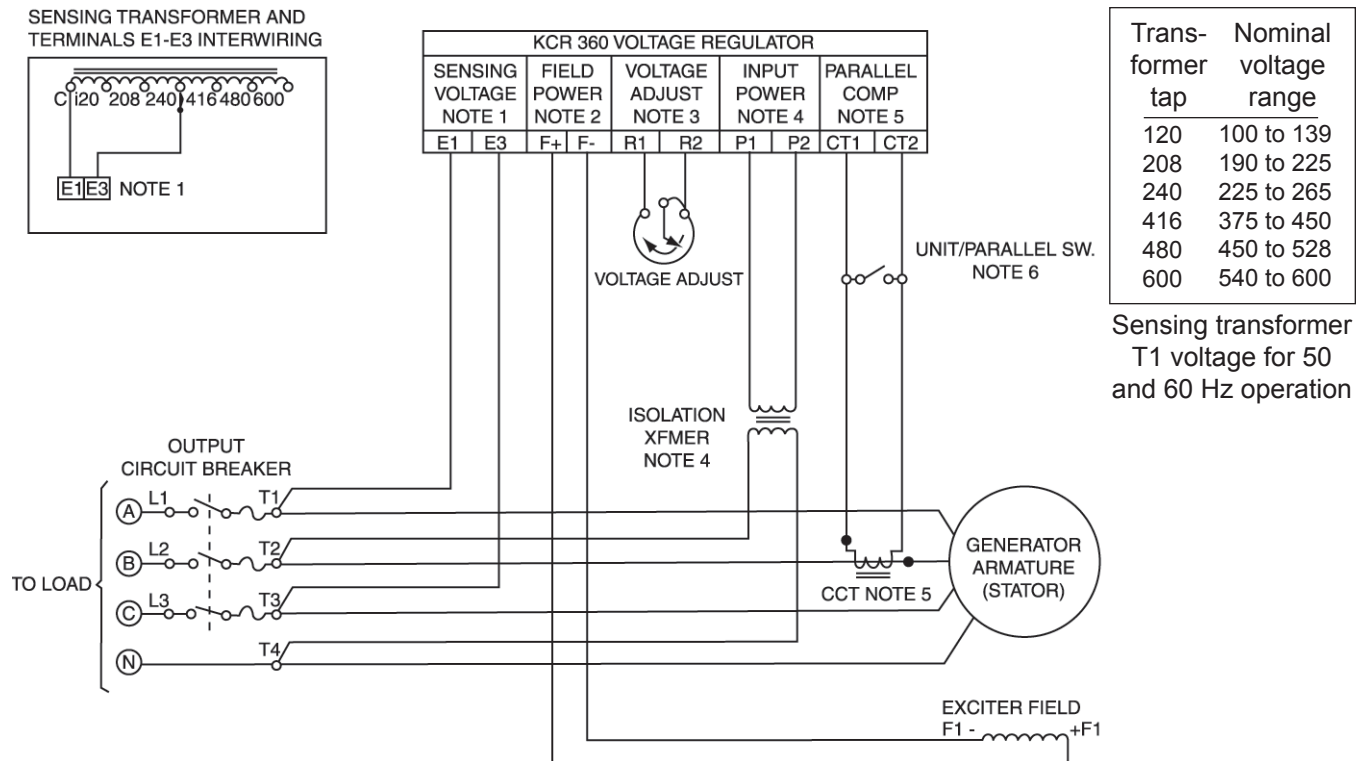 SENSING TRANSFORMER AND
TERMINALS E1-E3 INTERWIRING
C i20 208 240 416 480 600
E1 E3 NOTE 1
KCR 360 VOLTAGE REGULATOR
SENSING VOLTAGE NOTE 1
FIELD POWER NOTE 2
VOLTAGE ADJUST NOTE 3
INPUT POWER NOTE 4
PARALLEL COMP NOTE 5
E1 E3 F+ F- R1 R2 P1 P2 CT1 CT2
VOLTAGE ADJUST
UNIT/PARALLEL SW.
NOTE 6
ISOLATION
XFMER
NOTE 4
OUTPUT
CIRCUIT BREAKER
A L1 T1
B L2 T2
TO LOAD
C L3 T3
N T4
CCT NOTE 5
GENERATOR
ARMATURE
(STATOR)
EXCITER FIELD
F1 - +F1
Trans-former tap
Nominal voltage range
120 100 to 139
208 190 to 225
240 225 to 265
416 375 to 450
480 450 to 528
600 540 to 600
Sensing transformer
T1 voltage for 50
and 60 Hz operation